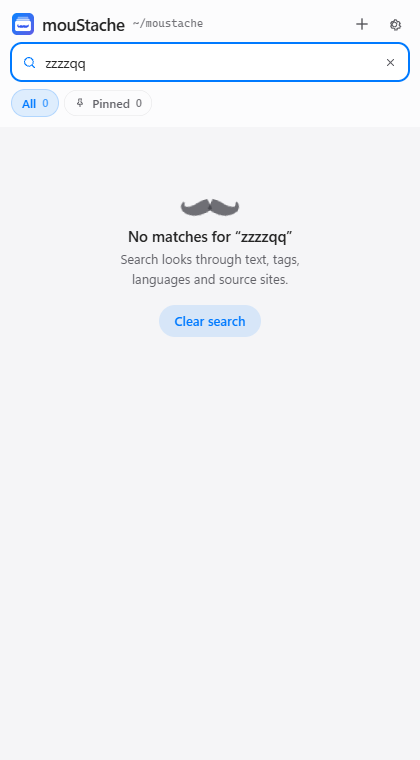 mouStache ~/moustache
zzzzqq
All 0 Pinned 0
No matches for “zzzzqq”
Search looks through text, tags,
languages and source sites.
Clear search